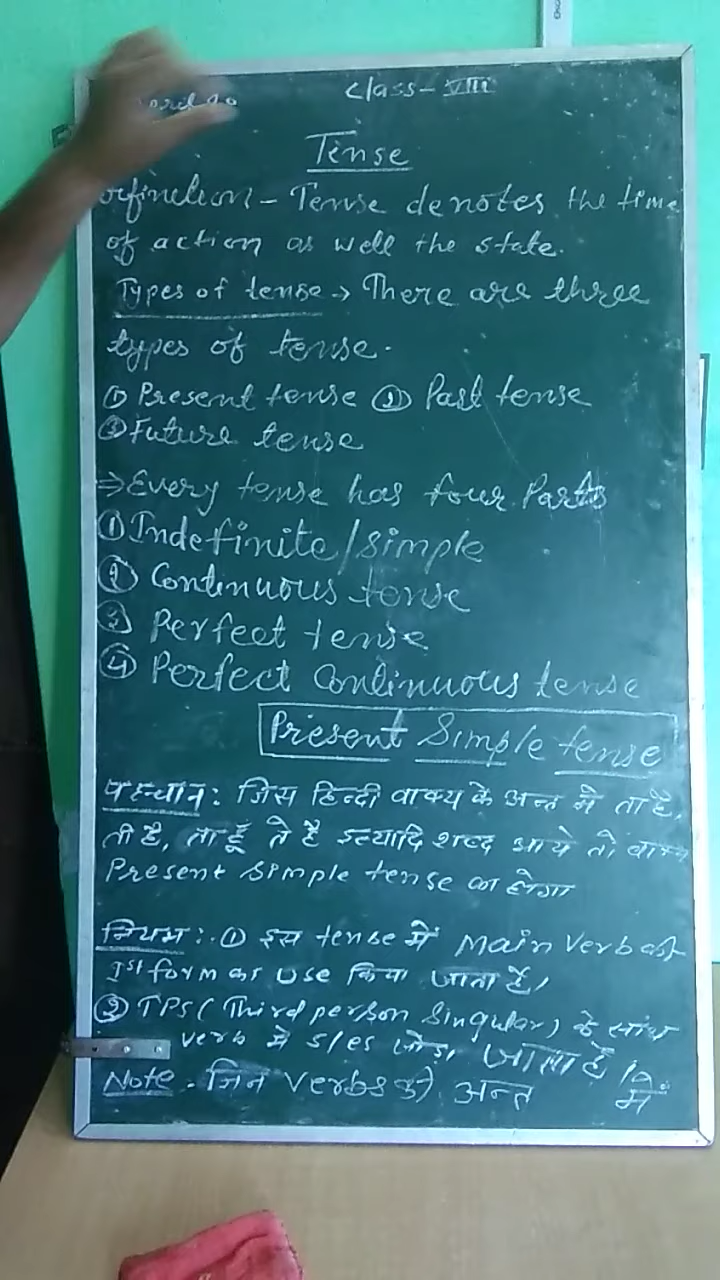 Class- VIII
Tense
Tense denotes the time
of action as well the state.
Types of tense → There are three
types of tense.
① Present tense ② Past tense
③ Future tense
⇒ Every tense has four Parts
① Indefinite/simple
② Continuous tense
③ Perfect tense
④ Perfect Continuous tense
Present Simple tense
पहचान: जिस हिन्दी वाक्य के अन्त में ता है,
ती है, ता हूँ ते है इत्यादि शब्द आये तो
Present simple tense का होगा
नियम:- ① इस tense में Main Verb का
Ist form का use किया जाता है,
② TPS (Third person Singular) के साथ
verb में s/es जोड़ा जाता है।
Note - जिन Verbs के अन्त में